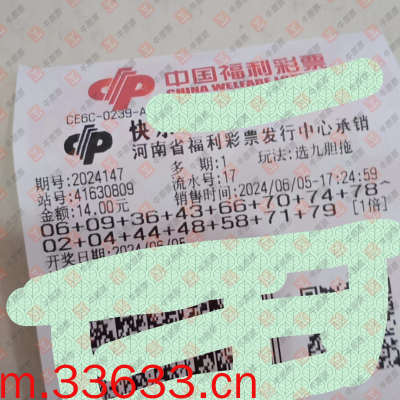 中国福利彩票
CHINA WELFARE
CE6C-0239-A
快
河南省福利彩票发行中心承销
期号:2024147 多 期:1 玩法:选九胆拖
站号:41630809 流水号:17
金额:14.00元 销售时间:2024/06/05-17:24:59
06+09+36+43+66+70+74+78~
02+04+44+48+58+71+79 [1倍]
开奖日期:2024/06/05
m.33633.cn